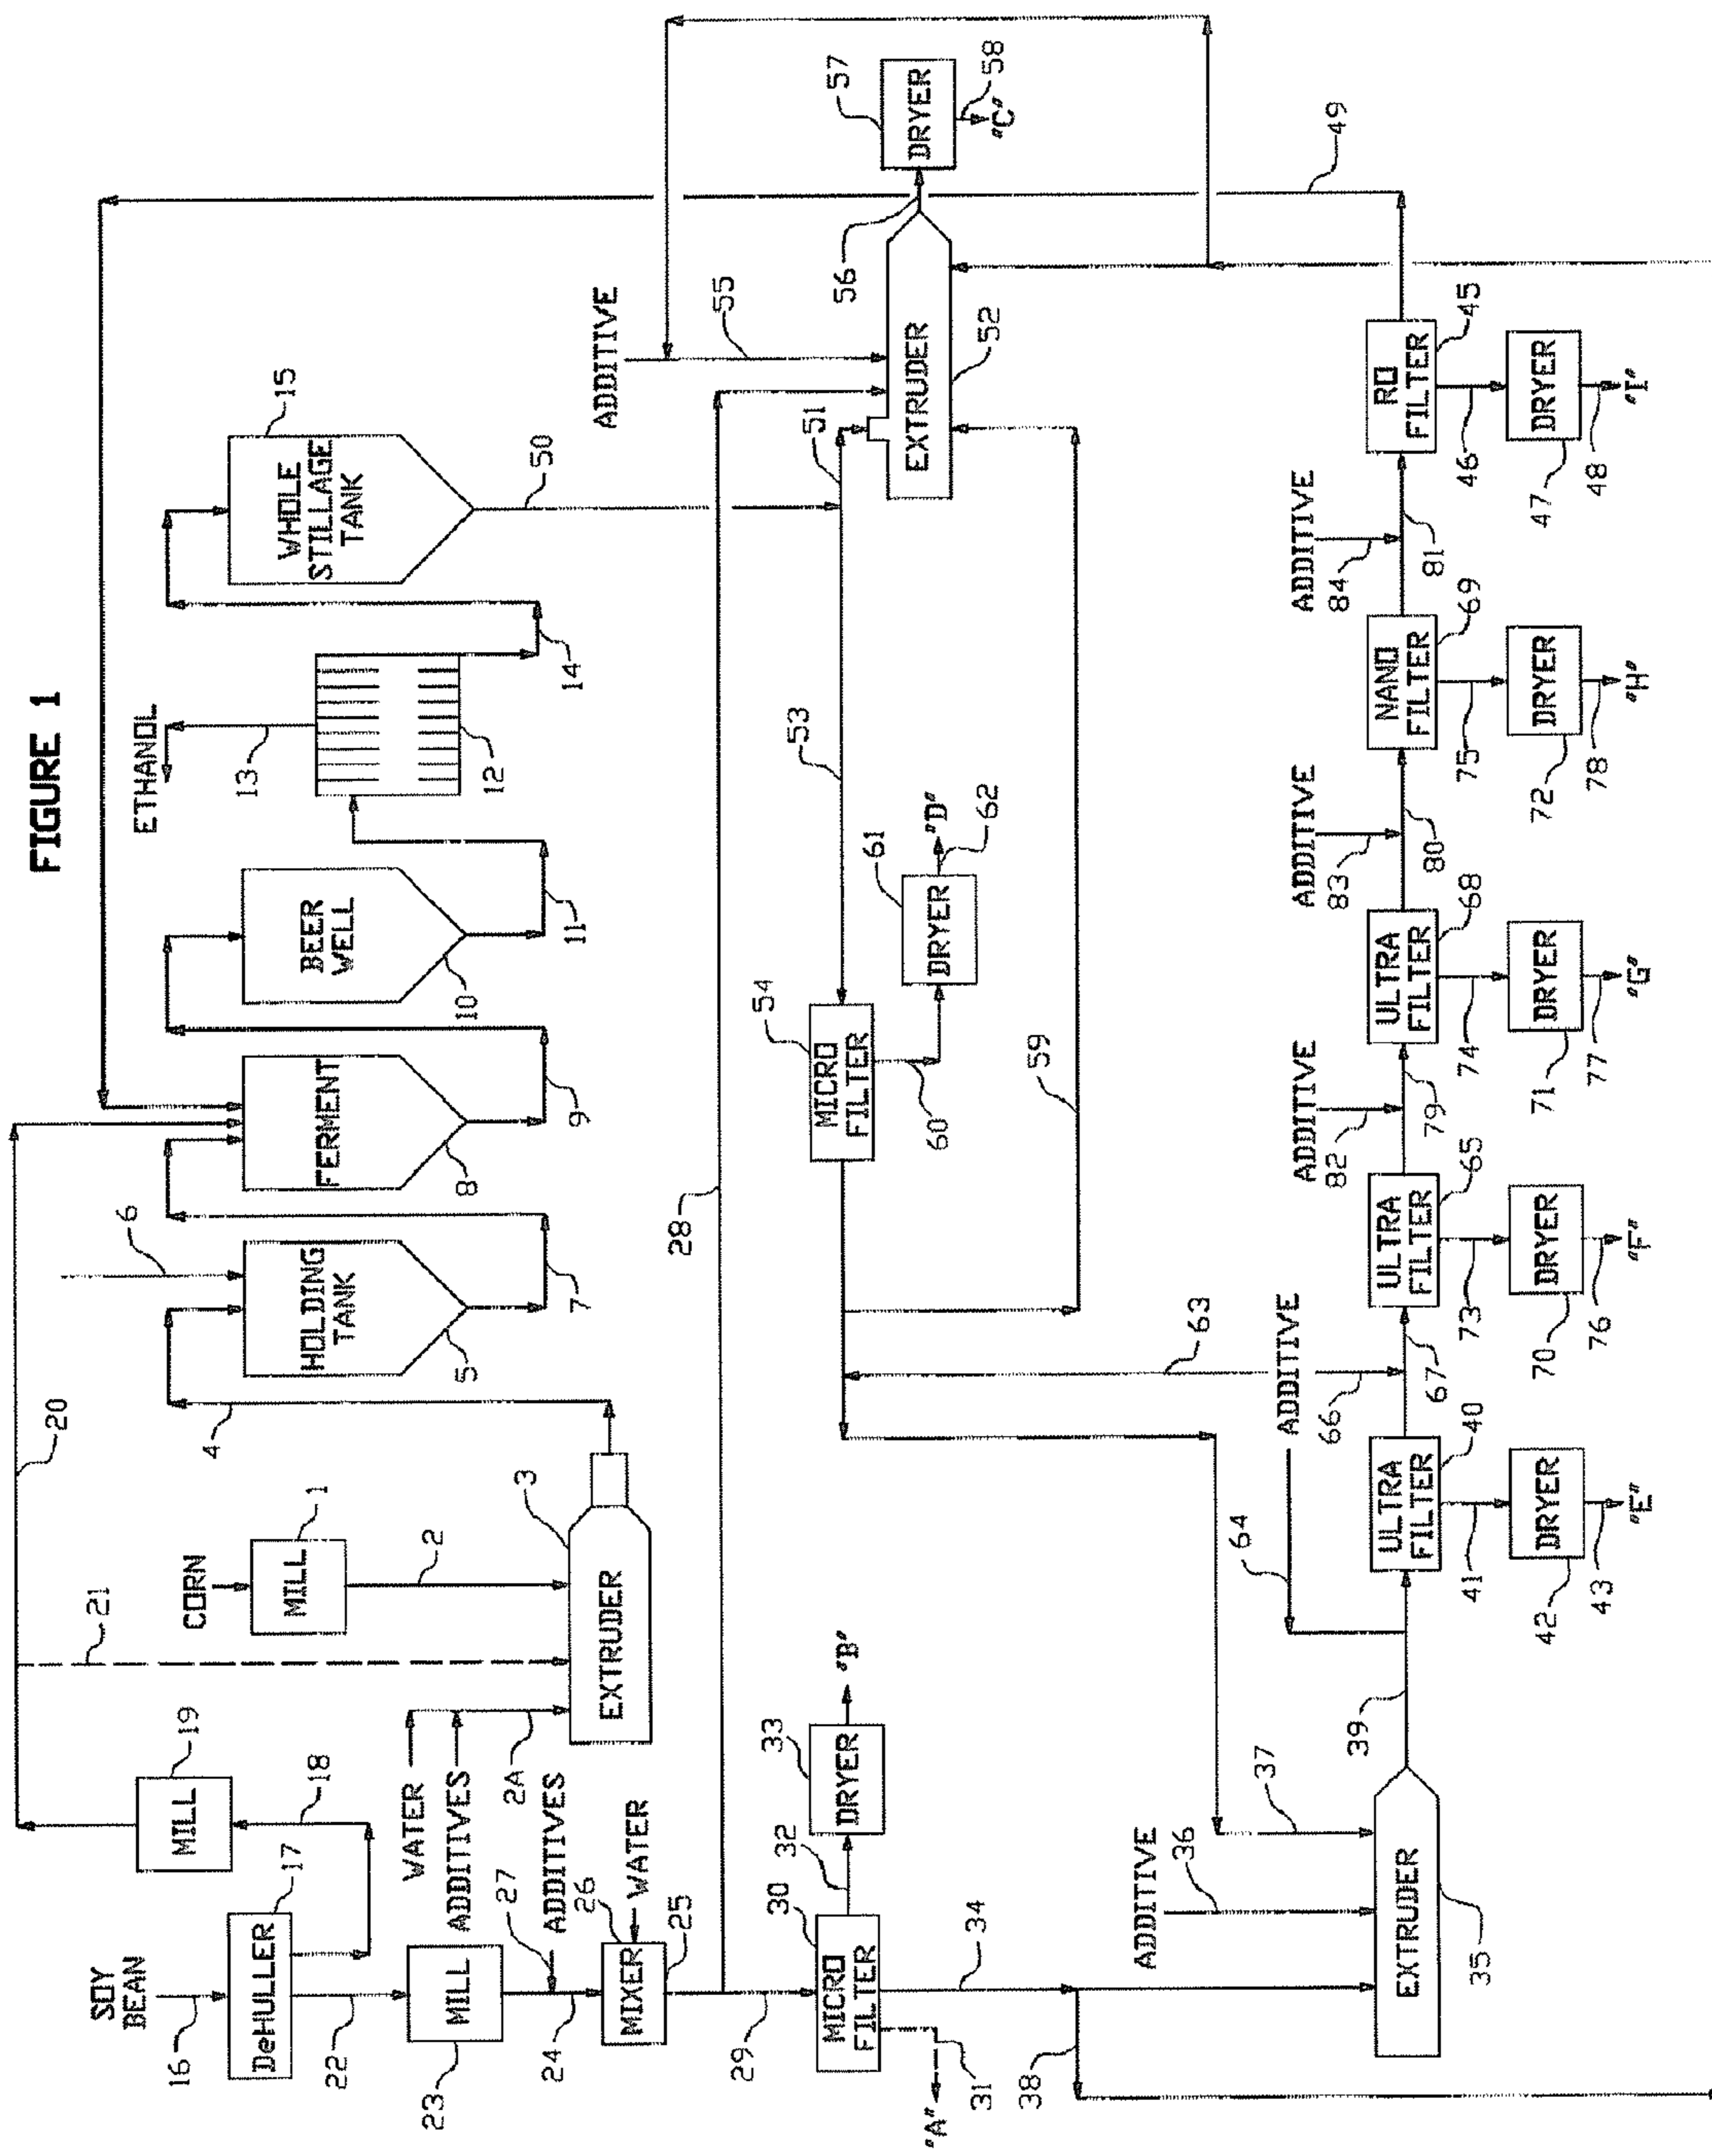 FIGURE 1
SOY
BEAN
16
DeHULLER
17
18
MILL
19
20
21
22
MILL
23
24
27
ADDITIVES
MIXER
26
WATER
25
CORN
MILL
1
2
WATER
ADDITIVES
2A
EXTRUDER
3
4
6
HOLDING
TANK
5
7
FERMENT
8
9
BEER
WELL
10
11
ETHANOL
13
12
14
WHOLE
STILLAGE
TANK
15
50
28
29
MICRO
FILTER
30
"A"
31
32
DRYER
33
"B"
34
38
MICRO
FILTER
54
53
51
60
DRYER
61
"D"
62
59
63
ADDITIVE
55
EXTRUDER
52
56
DRYER
57
58
"C"
49
ADDITIVE
36
37
EXTRUDER
35
39
64
ADDITIVE
66
67
ULTRA
FILTER
40
41
DRYER
42
43
"E"
ULTRA
FILTER
65
73
DRYER
70
76
"F"
ADDITIVE
82
79
ULTRA
FILTER
68
74
DRYER
71
77
"G"
ADDITIVE
83
80
NANO
FILTER
69
75
DRYER
72
78
"H"
ADDITIVE
84
81
RO
FILTER
45
46
DRYER
47
48
"I"